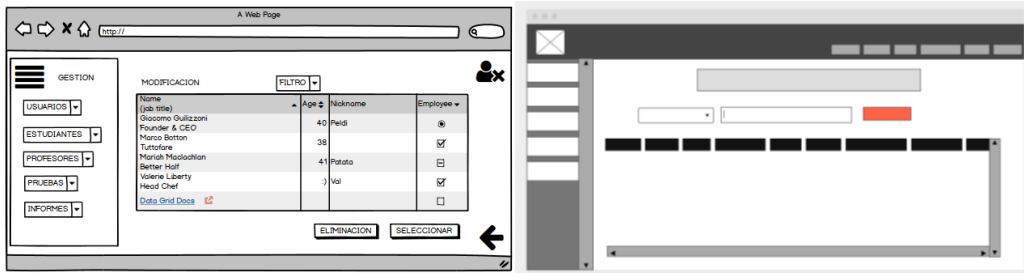 A Web Page
http://
GESTION
MODIFICACION
FILTRO
USUARIOS
ESTUDIANTES
PROFESORES
PRUEBAS
INFORMES
Name
(job title)
Age
Nickname
Employee
Giacomo Guilizzoni
Founder & CEO
40
Peldi
Marco Botton
Tuttofare
38
Mariah Maclachlan
Better Half
41
Patata
Valerie Liberty
Head Chef
:)
Val
Data Grid Docs
ELIMINACION
SELECCIONAR